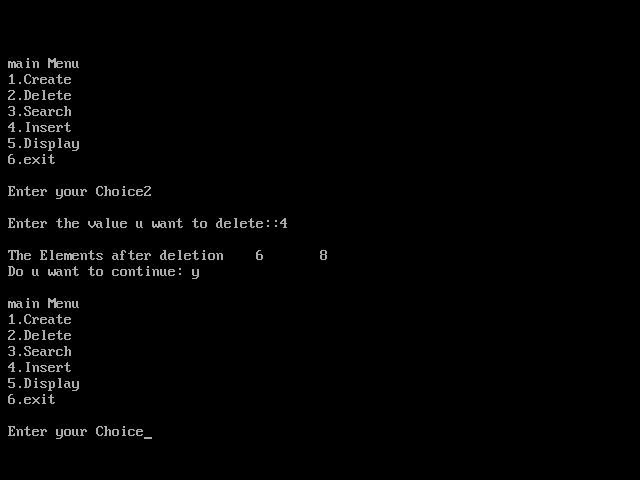 main Menu
1.Create
2.Delete
3.Search
4.Insert
5.Display
6.exit
Enter your Choice2
Enter the value u want to delete::4
The Elements after deletion    6       8
Do u want to continue: y
main Menu
1.Create
2.Delete
3.Search
4.Insert
5.Display
6.exit
Enter your Choice_